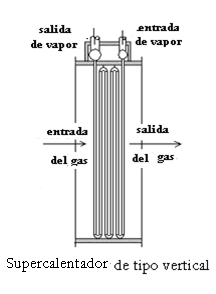 salida
de vapor
entrada
de vapor
entrada
del gas
salida
del gas
Supercalentador de tipo vertical